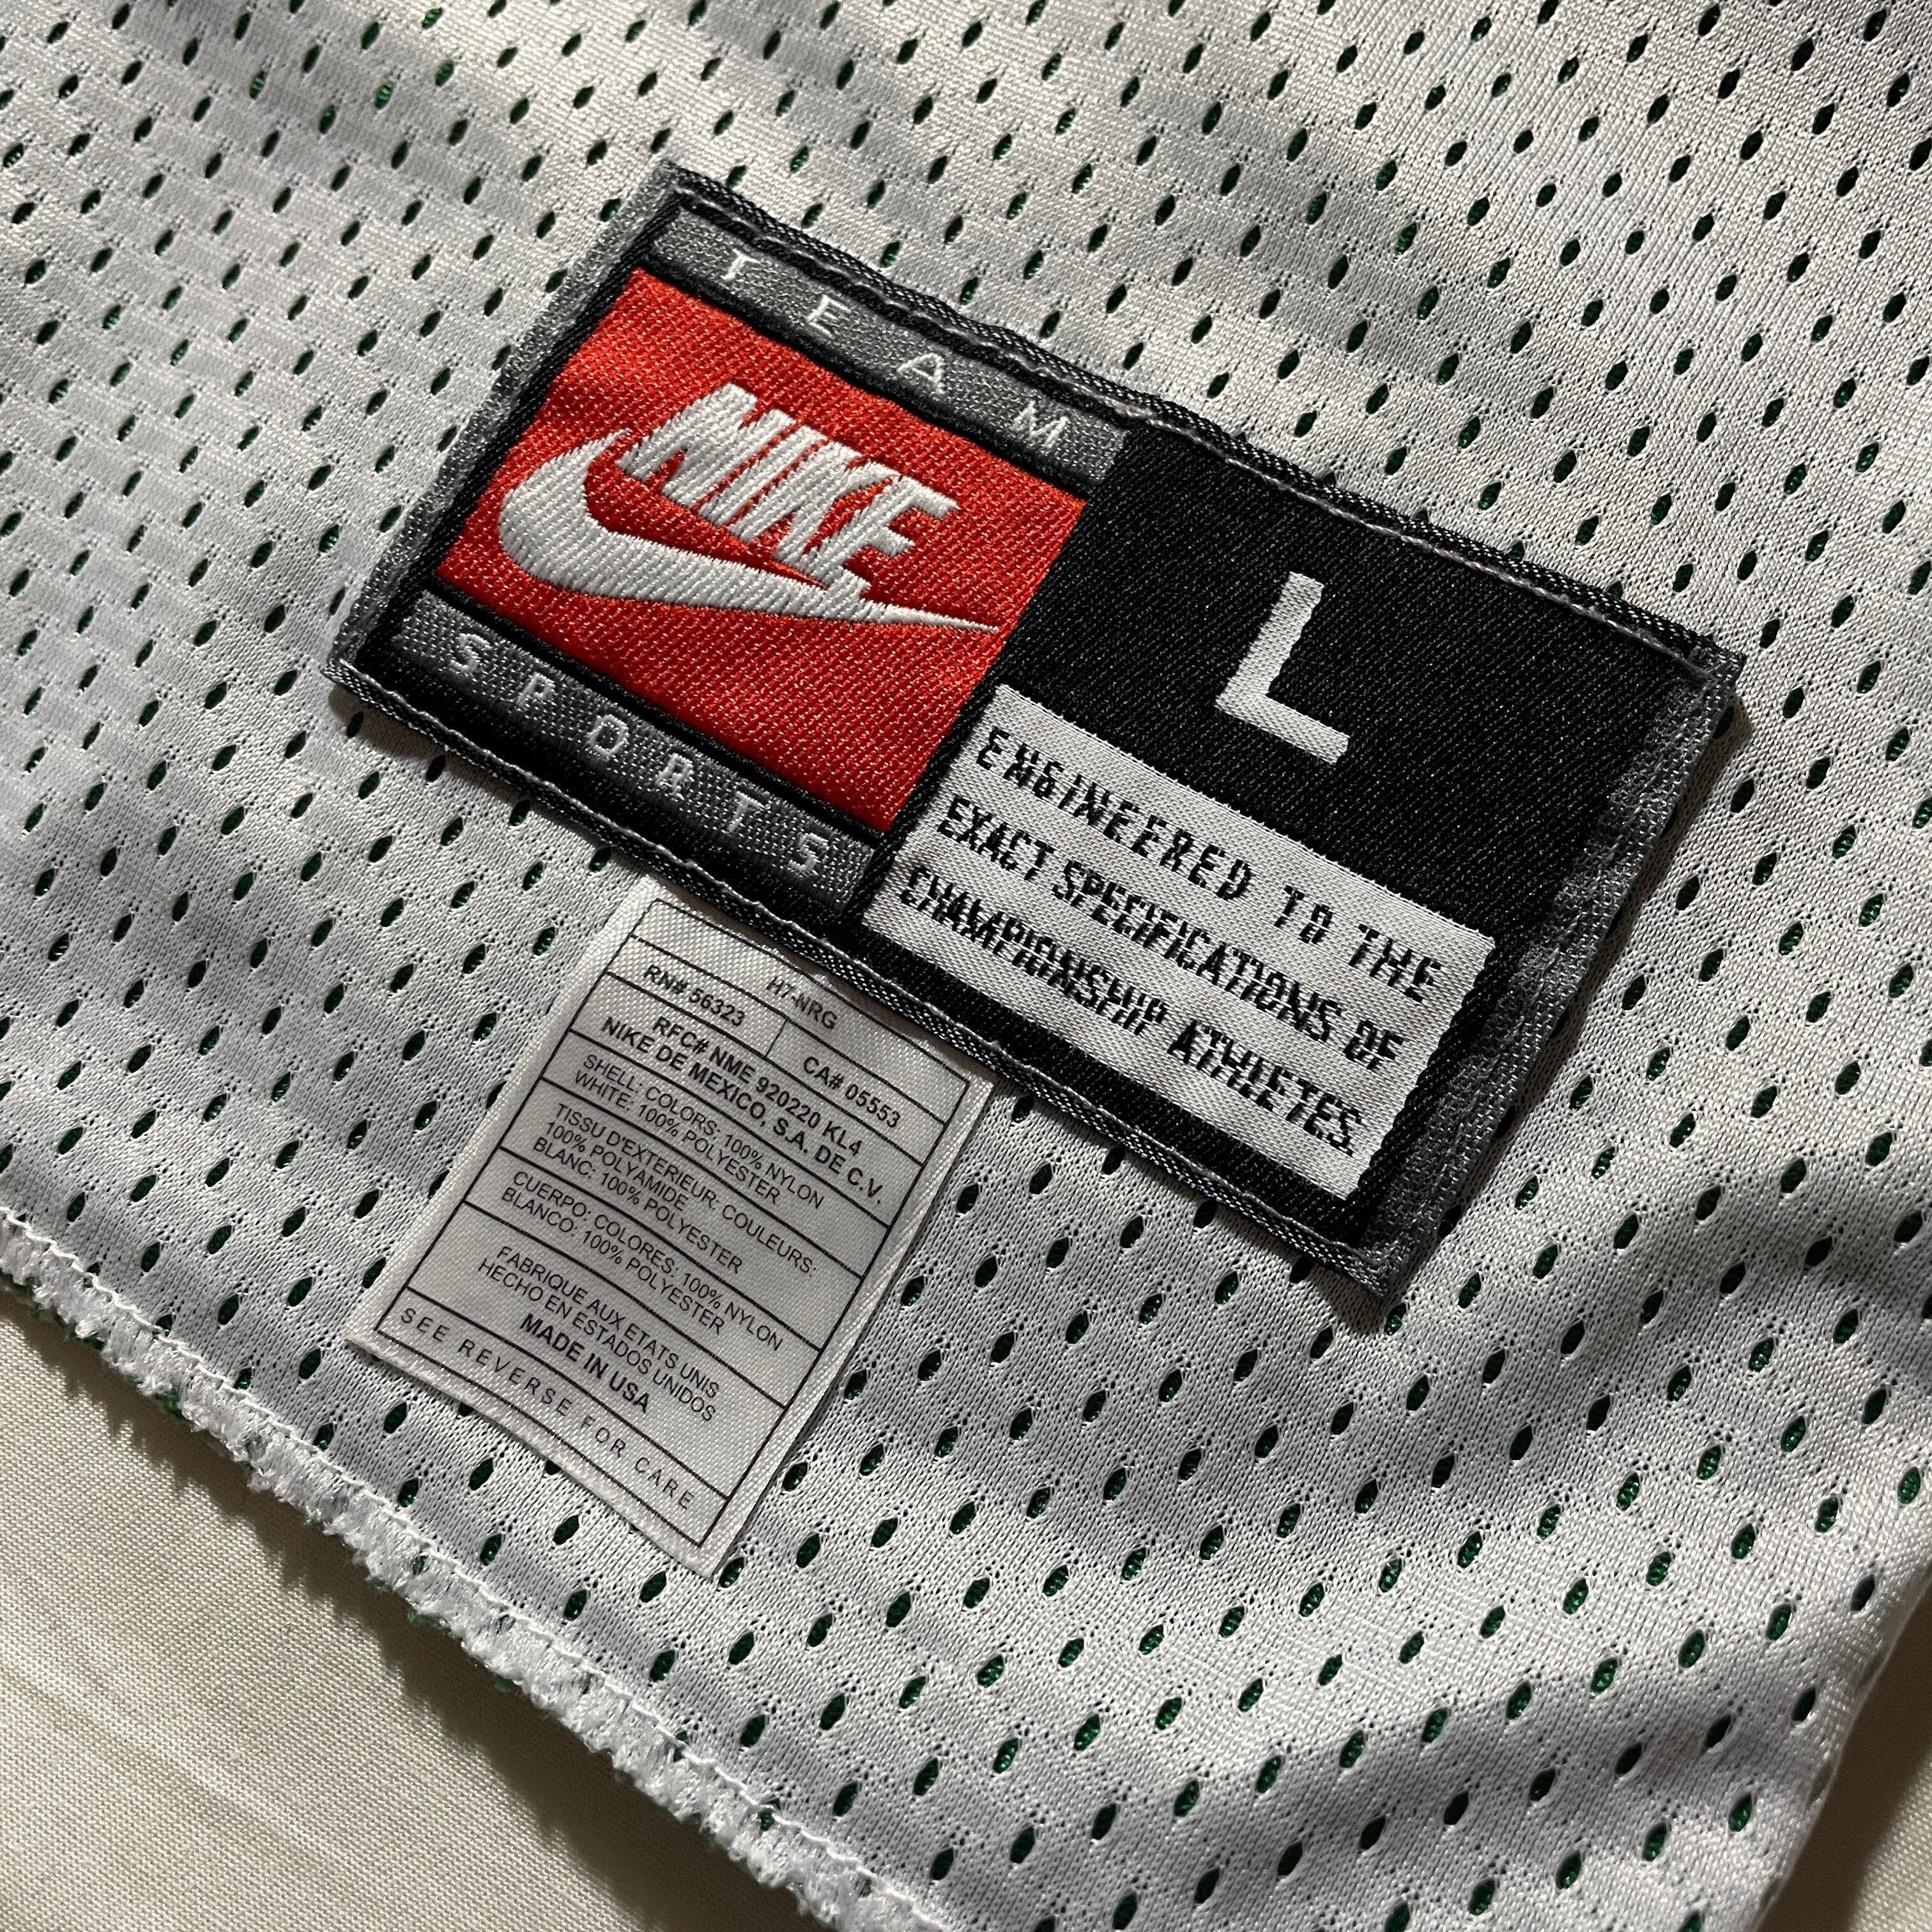 TEAM
NIKE
SPORTS
L
ENGINEERED TO THE
EXACT SPECIFICATIONS OF
CHAMPIONSHIP ATHLETES.
H7-NRG
RN# 56323
CA# 05553
RFC# NME 920220 KL4
NIKE DE MEXICO, S.A. DE C.V.
SHELL: COLORS: 100% NYLON
WHITE: 100% POLYESTER
TISSU D'EXTERIEUR: COULEURS:
100% POLYAMIDE
BLANC: 100% POLYESTER
CUERPO: COLORES: 100% NYLON
BLANCO: 100% POLYESTER
FABRIQUE AUX ETATS UNIS
HECHO EN ESTADOS UNIDOS
MADE IN USA
SEE REVERSE FOR CARE